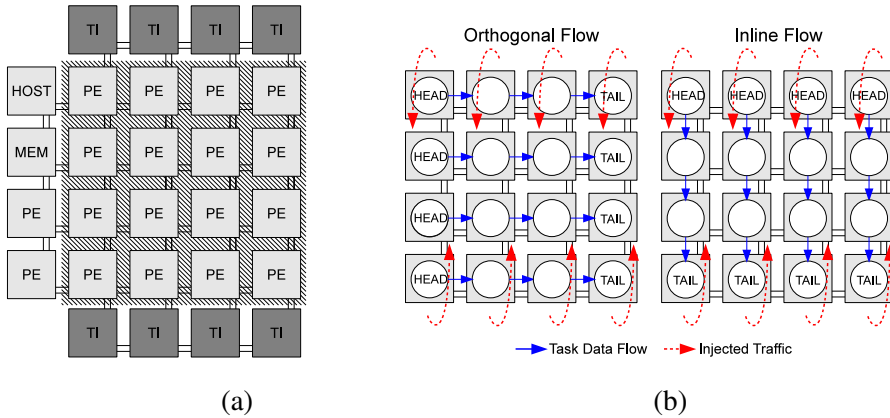 TI TI TI TI
HOST PE PE PE PE
MEM PE PE PE PE
PE PE PE PE PE
PE PE PE PE PE
TI TI TI TI
(a)
Orthogonal Flow
HEAD TAIL
HEAD TAIL
HEAD TAIL
HEAD TAIL
Inline Flow
HEAD HEAD HEAD HEAD
TAIL TAIL TAIL TAIL
Task Data Flow
Injected Traffic
(b)